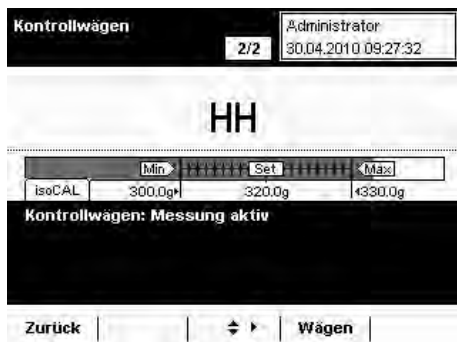 Kontrollwägen
2/2
Administrator
30.04.2010 09:27:32
HH
Min Set Max
isoCAL 300.0g 320.0g 330.0g
Kontrollwägen: Messung aktiv
Zurück Wägen